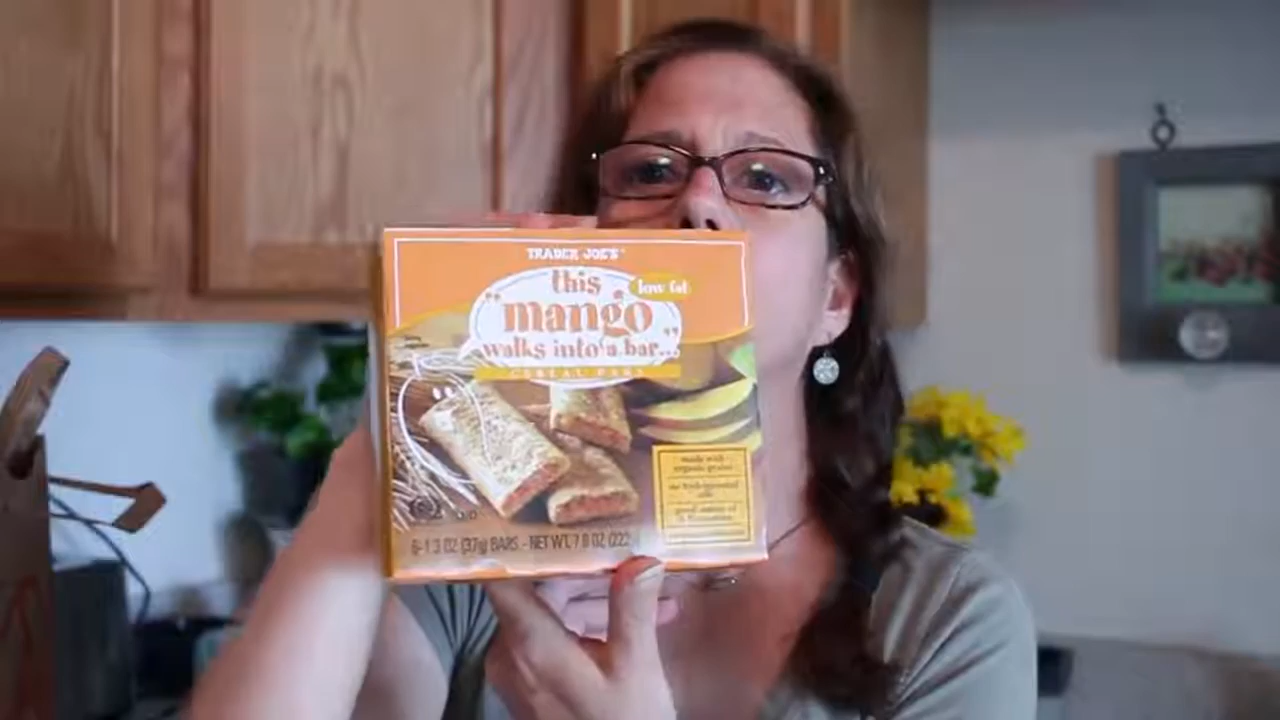 TRADER JOE'S
this
low fat
"mango
walks into a bar..."
CEREAL BARS
made with
organic grains
6-1.3 OZ (37g) BARS - NET WT. 7.8 OZ (222